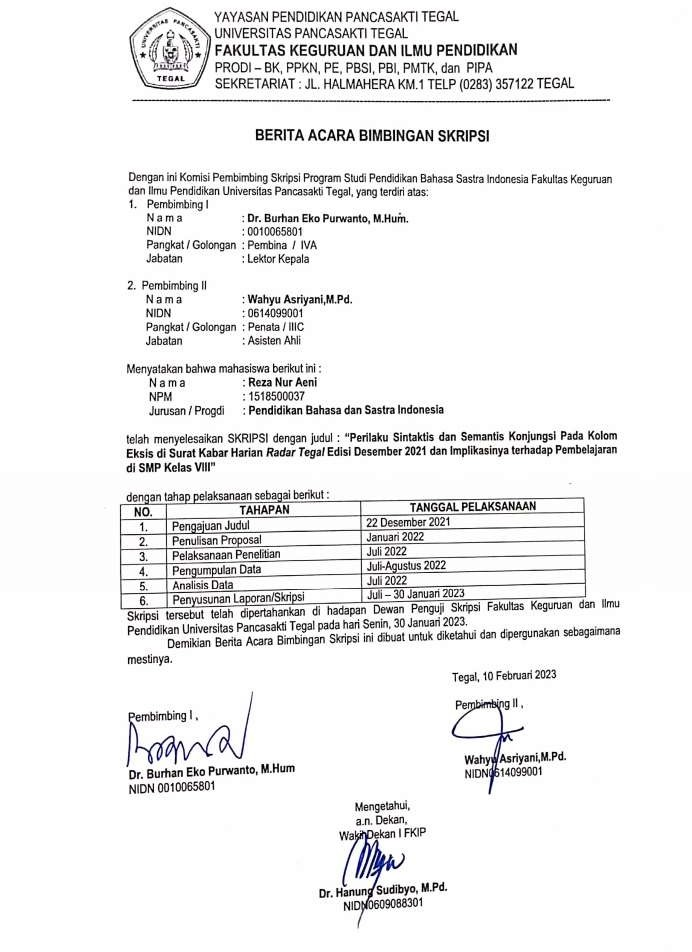 UNIVERSITAS PANCASAKTI
TEGAL
YAYASAN PENDIDIKAN PANCASAKTI TEGAL
UNIVERSITAS PANCASAKTI TEGAL
FAKULTAS KEGURUAN DAN ILMU PENDIDIKAN
PRODI – BK, PPKN, PE, PBSI, PBI, PMTK, dan PIPA
SEKRETARIAT : JL. HALMAHERA KM.1 TELP (0283) 357122 TEGAL
BERITA ACARA BIMBINGAN SKRIPSI
Dengan ini Komisi Pembimbing Skripsi Program Studi Pendidikan Bahasa Sastra Indonesia Fakultas Keguruan
dan Ilmu Pendidikan Universitas Pancasakti Tegal, yang terdiri atas:
1. Pembimbing I
N a m a : Dr. Burhan Eko Purwanto, M.Hum.
NIDN : 0010065801
Pangkat / Golongan : Pembina / IVA
Jabatan : Lektor Kepala
2. Pembimbing II
N a m a : Wahyu Asriyani,M.Pd.
NIDN : 0614099001
Pangkat / Golongan : Penata / IIIC
Jabatan : Asisten Ahli
Menyatakan bahwa mahasiswa berikut ini :
N a m a : Reza Nur Aeni
NPM : 1518500037
Jurusan / Progdi : Pendidikan Bahasa dan Sastra Indonesia
telah menyelesaikan SKRIPSI dengan judul : “Perilaku Sintaktis dan Semantis Konjungsi Pada Kolom
Eksis di Surat Kabar Harian Radar Tegal Edisi Desember 2021 dan Implikasinya terhadap Pembelajaran
di SMP Kelas VIII”
dengan tahap pelaksanaan sebagai berikut :
NO. TAHAPAN TANGGAL PELAKSANAAN
1. Pengajuan Judul 22 Desember 2021
2. Penulisan Proposal Januari 2022
3. Pelaksanaan Penelitian Juli 2022
4. Pengumpulan Data Juli-Agustus 2022
5. Analisis Data Juli 2022
6. Penyusunan Laporan/Skripsi Juli – 30 Januari 2023
Skripsi tersebut telah dipertahankan di hadapan Dewan Penguji Skripsi Fakultas Keguruan dan Ilmu
Pendidikan Universitas Pancasakti Tegal pada hari Senin, 30 Januari 2023.
Demikian Berita Acara Bimbingan Skripsi ini dibuat untuk diketahui dan dipergunakan sebagaimana
mestinya.
Tegal, 10 Februari 2023
Pembimbing I ,
Pembimbing II ,
Dr. Burhan Eko Purwanto, M.Hum
NIDN 0010065801
Wahyu Asriyani,M.Pd.
NIDN0614099001
Mengetahui,
a.n. Dekan,
Wakil Dekan I FKIP
Dr. Hanung Sudibyo, M.Pd.
NIDN0609088301